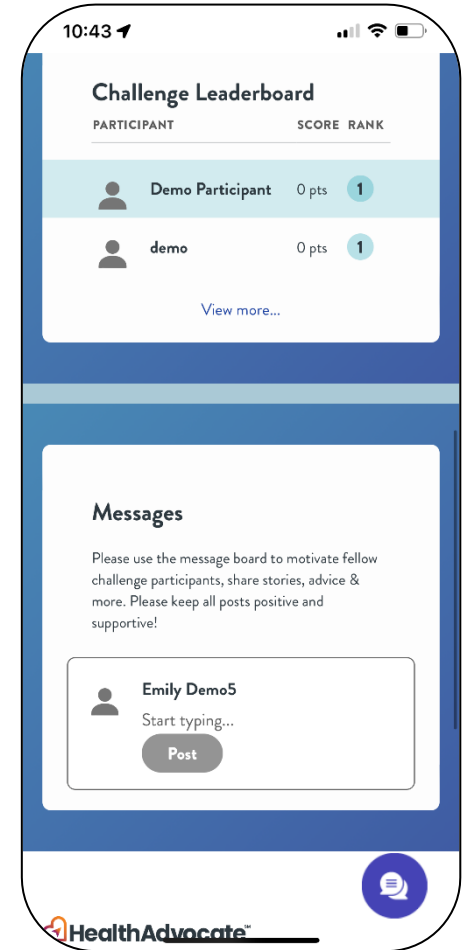 10:43
Challenge Leaderboard
PARTICIPANT SCORE RANK
Demo Participant 0 pts 1
demo 0 pts 1
View more...
Messages
Please use the message board to motivate fellow
challenge participants, share stories, advice &
more. Please keep all posts positive and
supportive!
Emily Demo5
Start typing...
Post
HealthAdvocate℠